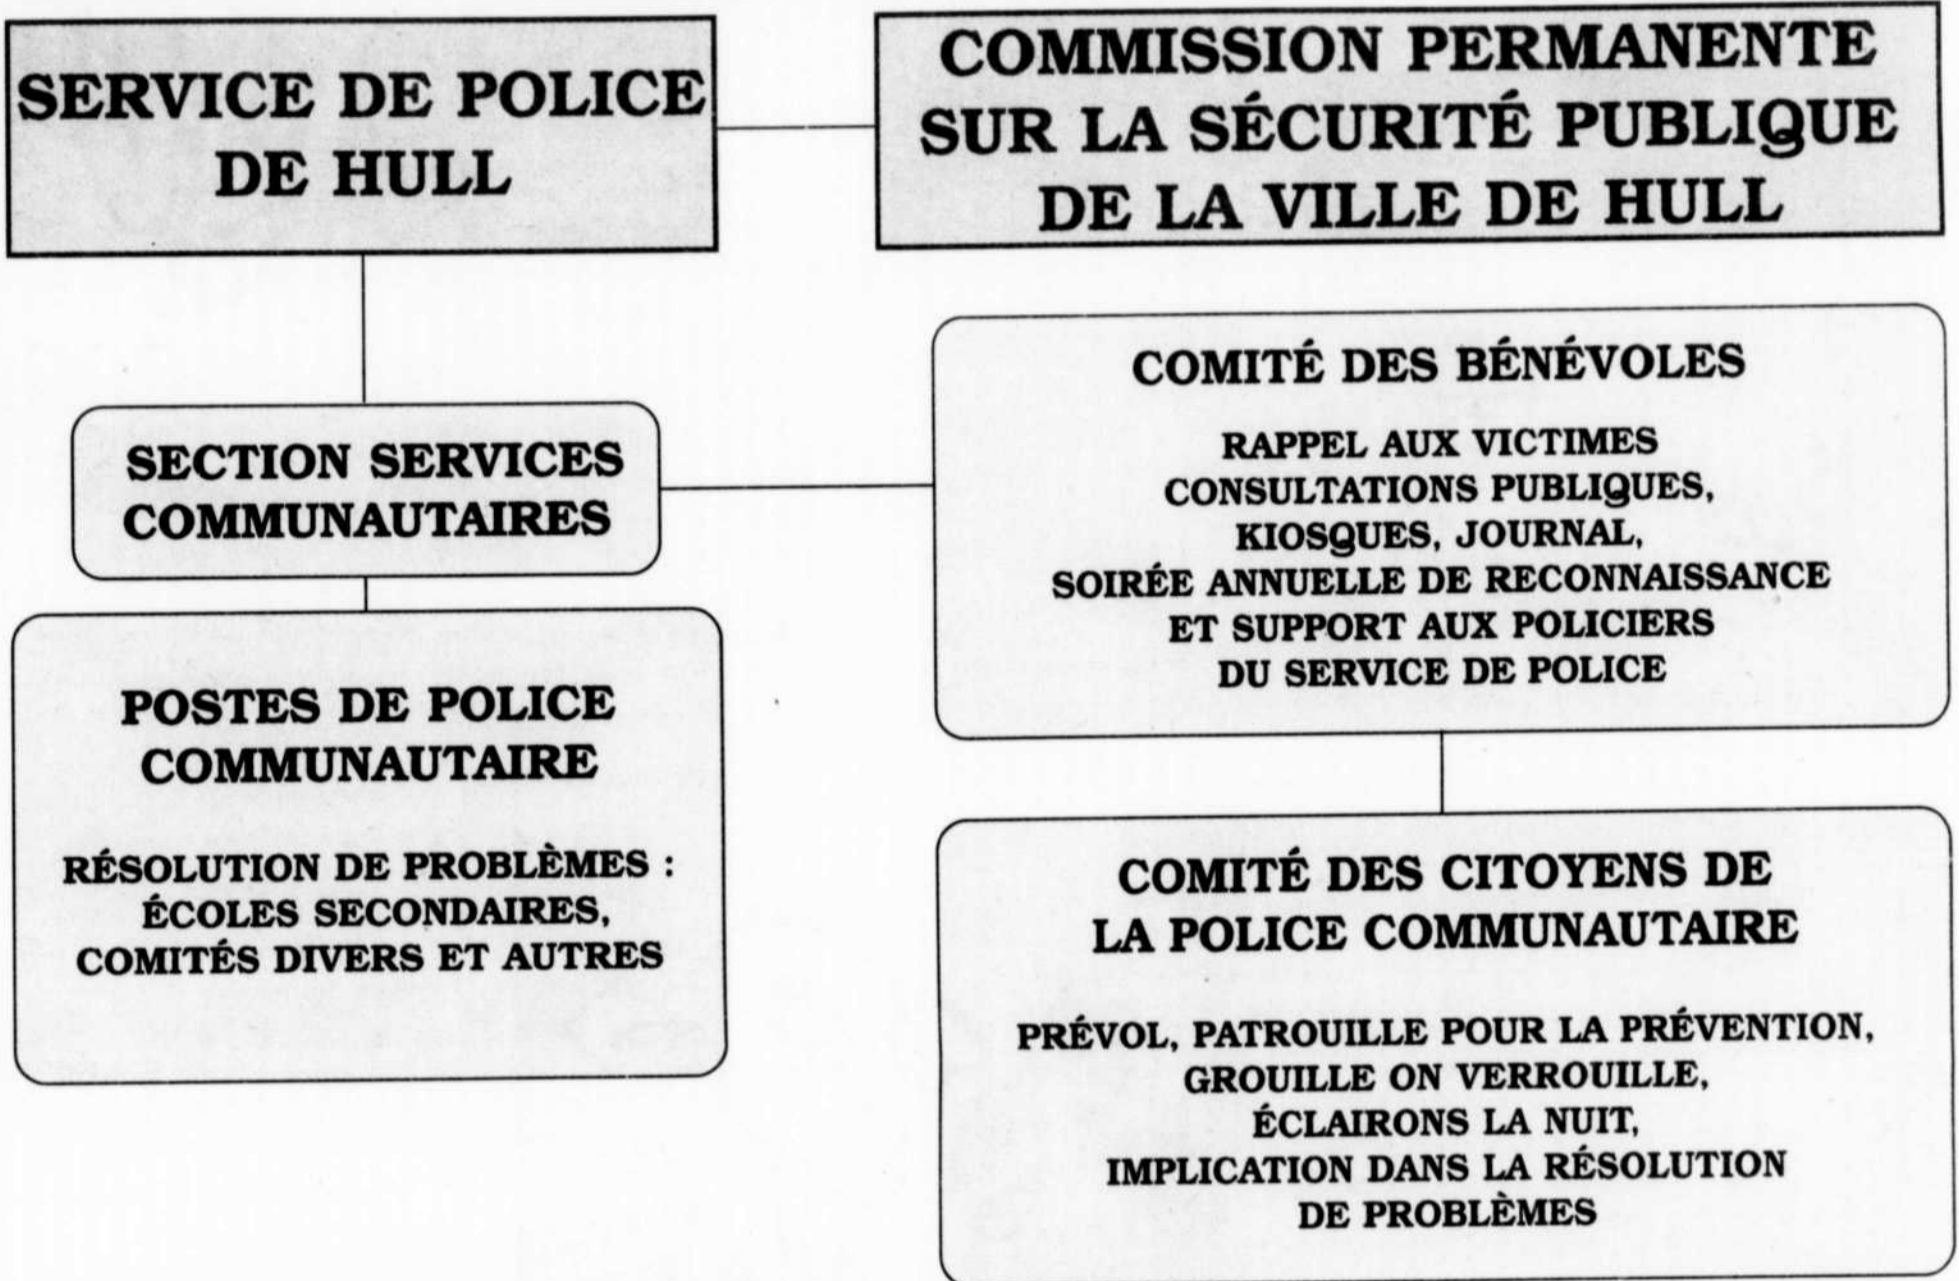 SERVICE DE POLICE
DE HULL
COMMISSION PERMANENTE
SUR LA SÉCURITÉ PUBLIQUE
DE LA VILLE DE HULL
SECTION SERVICES
COMMUNAUTAIRES
COMITÉ DES BÉNÉVOLES
RAPPEL AUX VICTIMES
CONSULTATIONS PUBLIQUES,
KIOSQUES, JOURNAL,
SOIRÉE ANNUELLE DE RECONNAISSANCE
ET SUPPORT AUX POLICIERS
DU SERVICE DE POLICE
POSTES DE POLICE
COMMUNAUTAIRE
RÉSOLUTION DE PROBLÈMES :
ÉCOLES SECONDAIRES,
COMITÉS DIVERS ET AUTRES
COMITÉ DES CITOYENS DE
LA POLICE COMMUNAUTAIRE
PRÉVOL, PATROUILLE POUR LA PRÉVENTION,
GROUILLE ON VERROUILLE,
ÉCLAIRONS LA NUIT,
IMPLICATION DANS LA RÉSOLUTION
DE PROBLÈMES